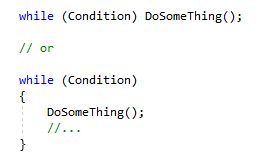 while (Condition) DoSomeThing();
// or
while (Condition)
{
DoSomeThing();
//...
}